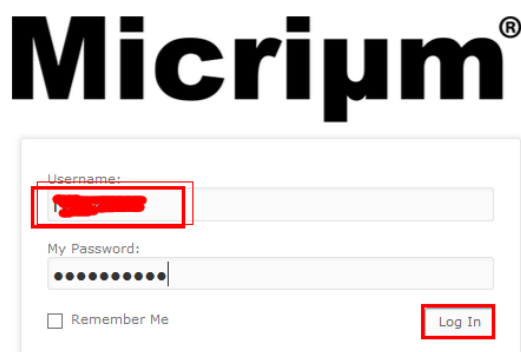 Micriµm®
Username:
My Password:
●●●●●●●●●●
Remember Me
Log In